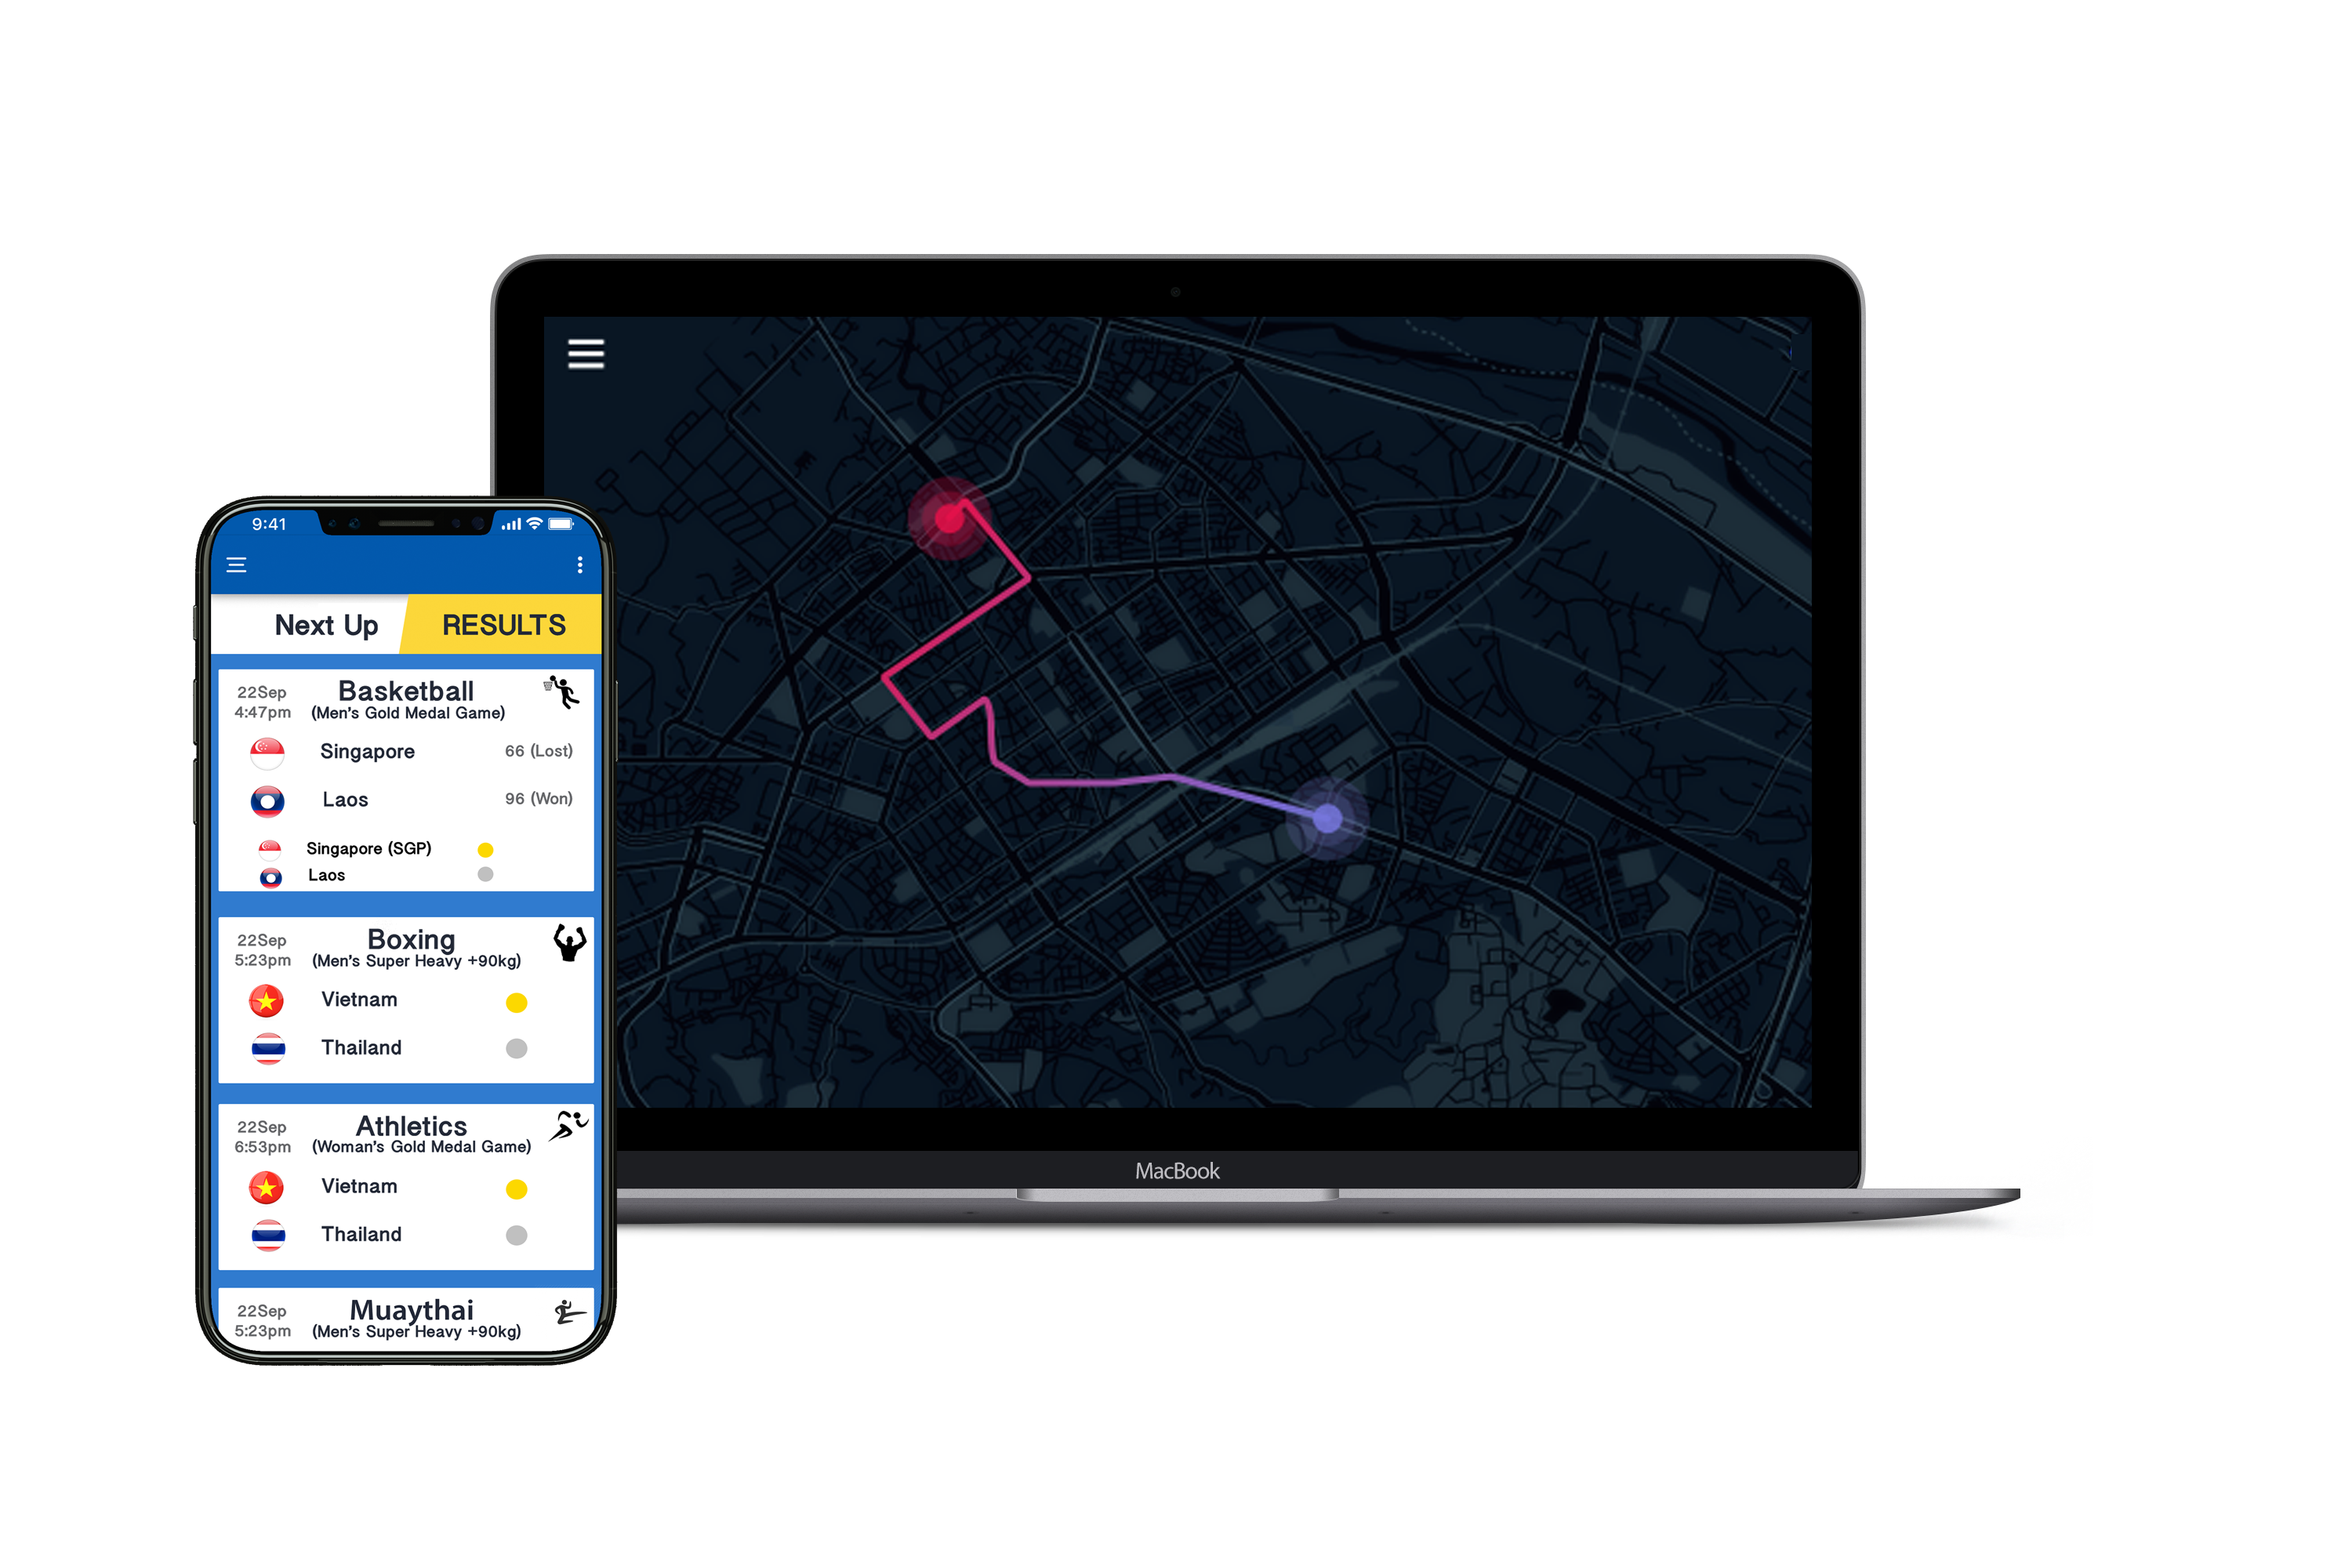 9:41
Next Up RESULTS
22Sep Basketball
4:47pm (Men's Gold Medal Game)
Singapore 66 (Lost)
Laos 96 (Won)
Singapore (SGP)
Laos
22Sep Boxing
5:23pm (Men's Super Heavy +90kg)
Vietnam
Thailand
22Sep Athletics
6:53pm (Woman's Gold Medal Game)
Vietnam
Thailand
22Sep Muaythai
5:23pm (Men's Super Heavy +90kg)
MacBook